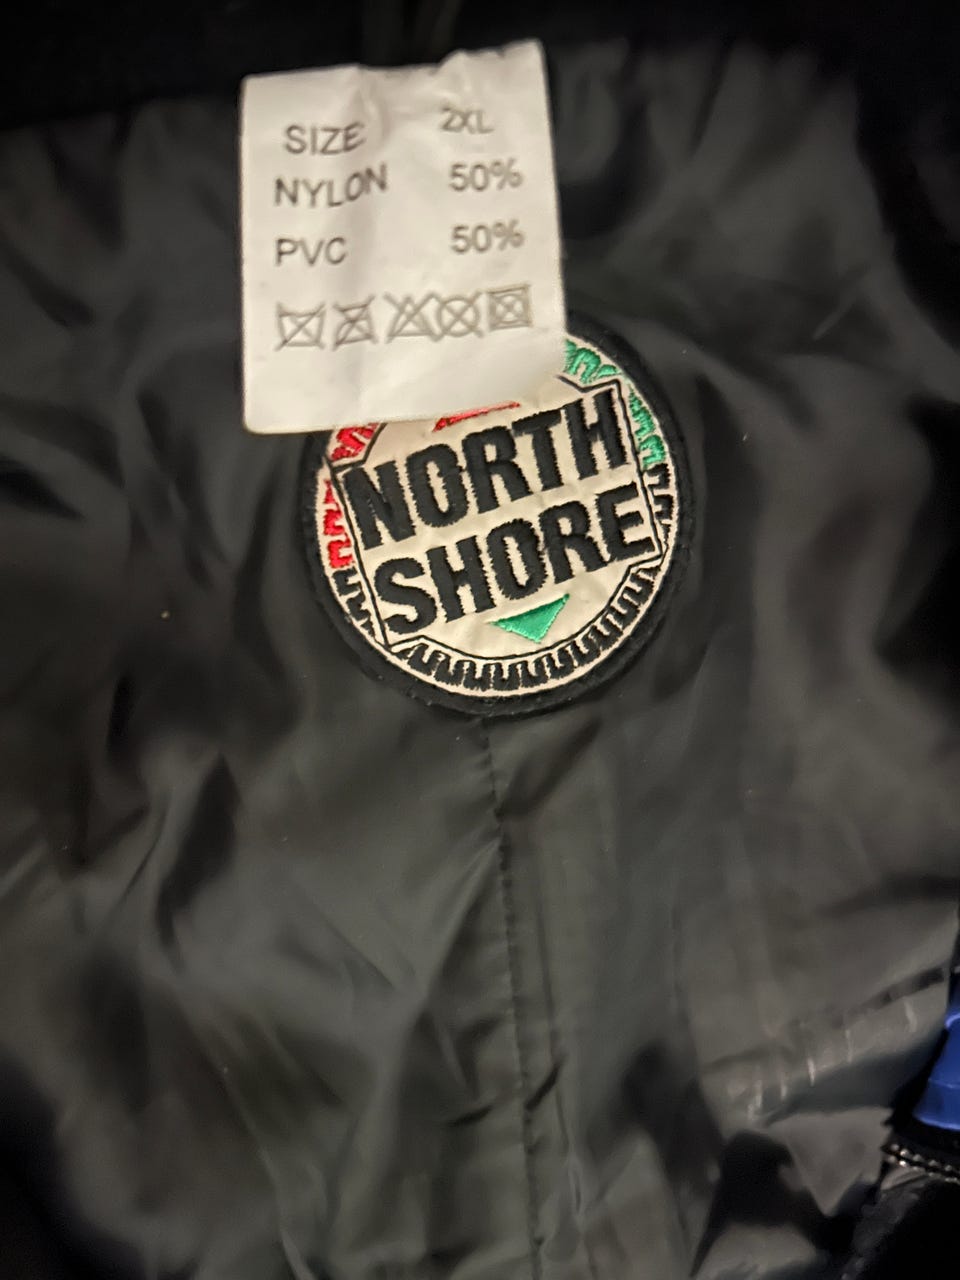 SIZE 2XL
NYLON 50%
PVC 50%
NORTH
SHORE